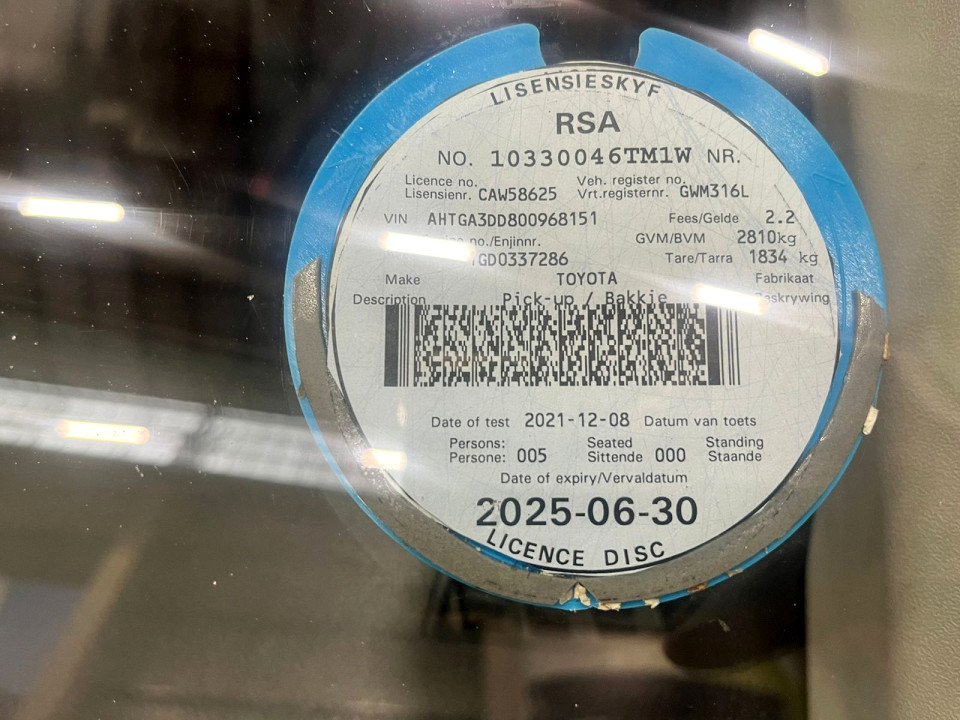 LISENSIESKYF
RSA
NO. 10330046TM1W NR.
Licence no. Veh. register no.
Lisensienr. CAW58625 Vrt.registernr. GWM316L
VIN AHTGA3DD800968151 Fees/Gelde 2.2
no./Enjinnr. GVM/BVM 2810kg
Tare/Tarra 1834 kg
Make TOYOTA Fabrikaat
Description Pick-up / Bakkie
Date of test 2021-12-08 Datum van toets
Persons: Seated Standing
Persone: 005 Sittende 000 Staande
Date of expiry/Vervaldatum
2025-06-30
LICENCE DISC